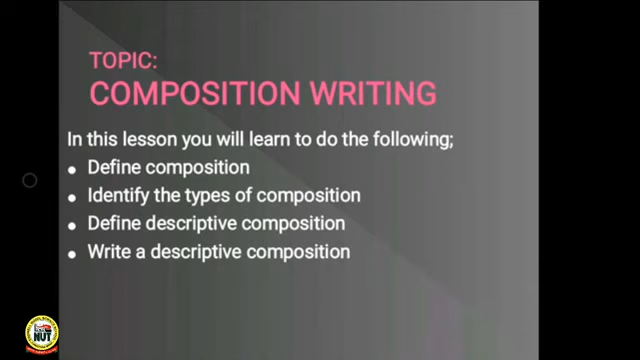 TOPIC:
COMPOSITION WRITING
In this lesson you will learn to do the following;
• Define composition
• Identify the types of composition
• Define descriptive composition
• Write a descriptive composition
NUT